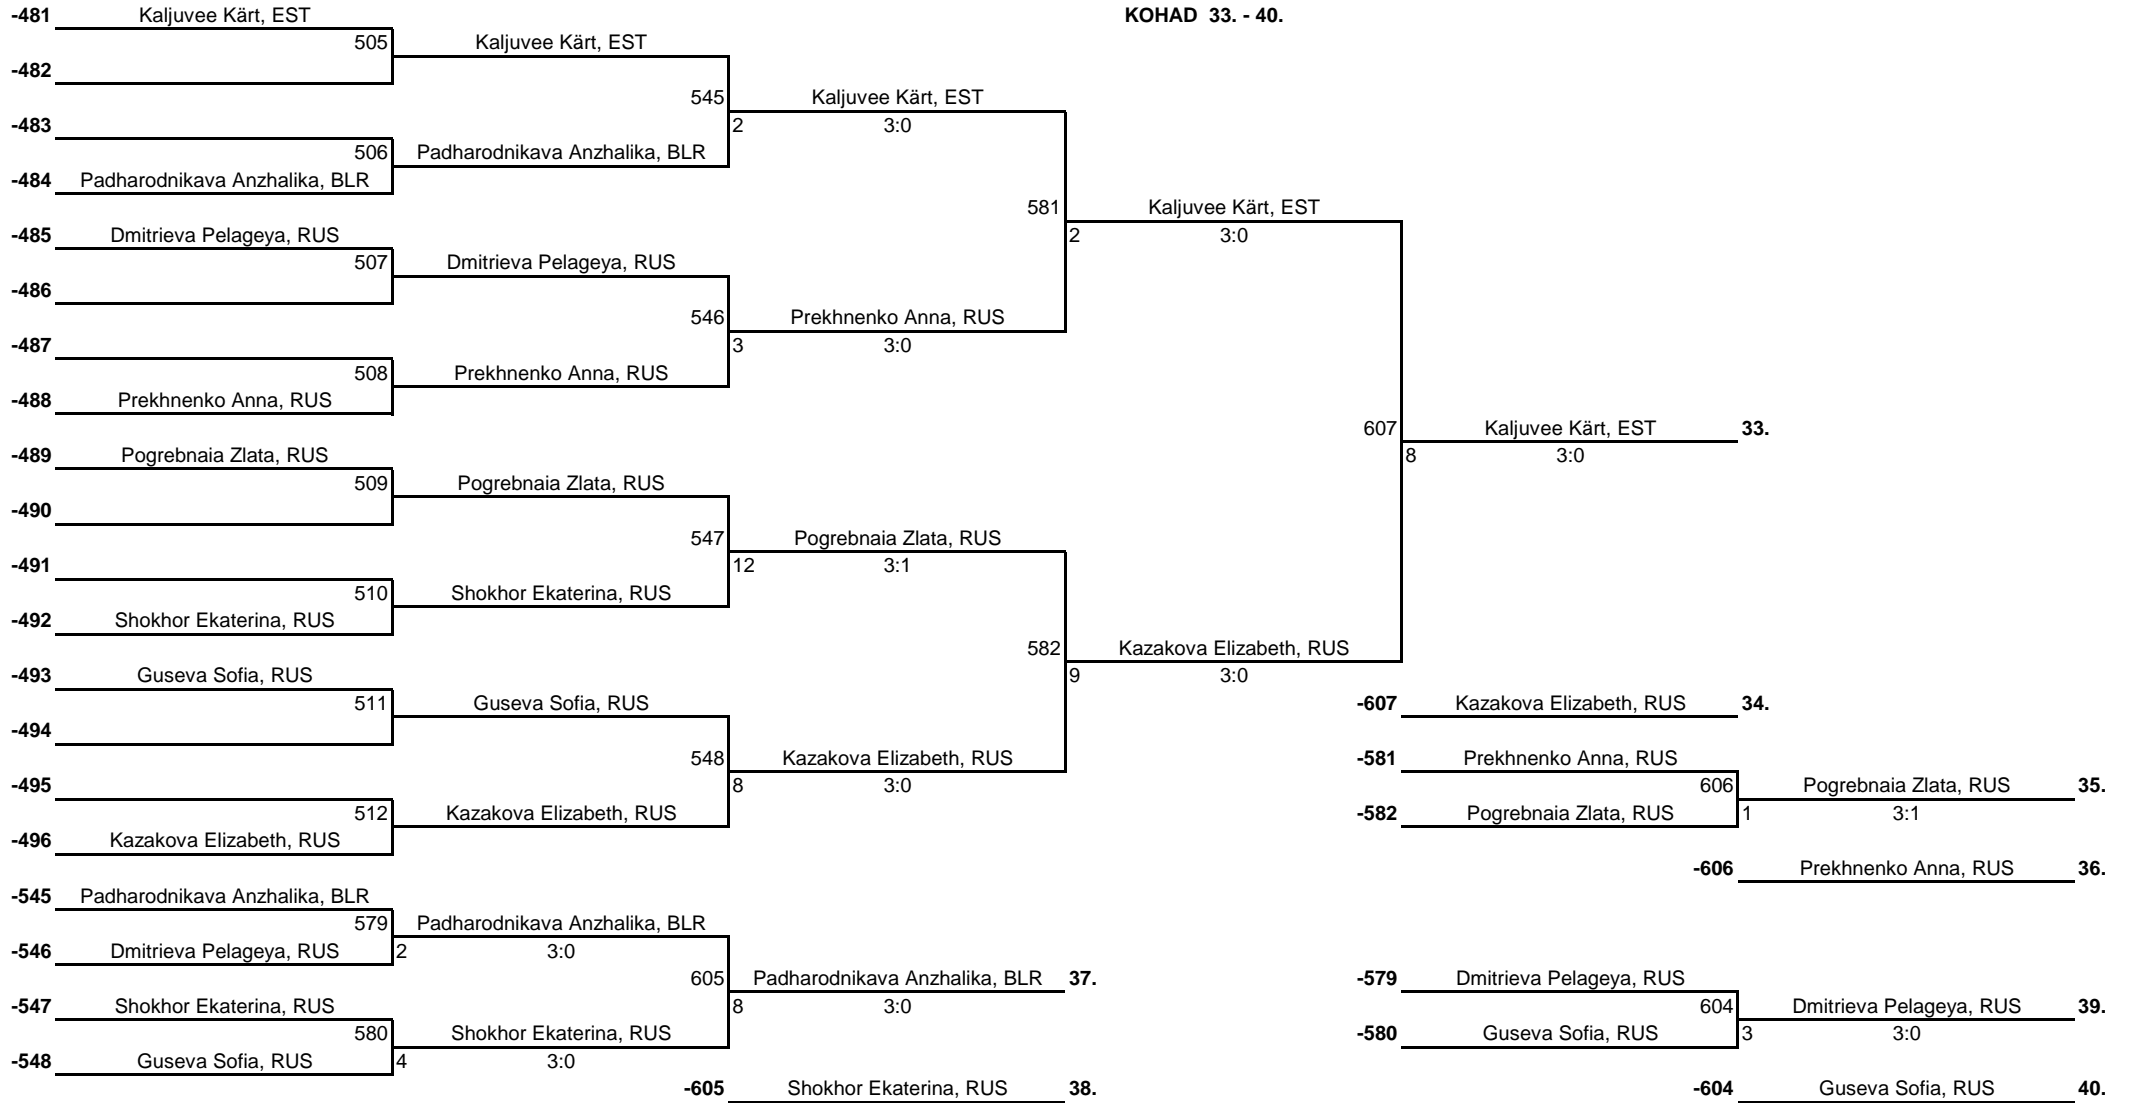 -481 Kaljuvee Kärt, EST KOHAD 33. - 40.
505 Kaljuvee Kärt, EST
-482
545 Kaljuvee Kärt, EST
-483 2 3:0
506 Padharodnikava Anzhalika, BLR
-484 Padharodnikava Anzhalika, BLR
581 Kaljuvee Kärt, EST
-485 Dmitrieva Pelageya, RUS 2 3:0
507 Dmitrieva Pelageya, RUS
-486
546 Prekhnenko Anna, RUS
-487 3 3:0
508 Prekhnenko Anna, RUS
-488 Prekhnenko Anna, RUS
607 Kaljuvee Kärt, EST 33.
-489 Pogrebnaia Zlata, RUS 8 3:0
509 Pogrebnaia Zlata, RUS
-490
547 Pogrebnaia Zlata, RUS
-491 12 3:1
510 Shokhor Ekaterina, RUS
-492 Shokhor Ekaterina, RUS
582 Kazakova Elizabeth, RUS
-493 Guseva Sofia, RUS 9 3:0
511 Guseva Sofia, RUS -607 Kazakova Elizabeth, RUS 34.
-494
548 Kazakova Elizabeth, RUS -581 Prekhnenko Anna, RUS
-495 8 3:0 606 Pogrebnaia Zlata, RUS 35.
512 Kazakova Elizabeth, RUS -582 Pogrebnaia Zlata, RUS 1 3:1
-496 Kazakova Elizabeth, RUS
-606 Prekhnenko Anna, RUS 36.
-545 Padharodnikava Anzhalika, BLR
579 Padharodnikava Anzhalika, BLR
-546 Dmitrieva Pelageya, RUS 2 3:0
605 Padharodnikava Anzhalika, BLR 37. -579 Dmitrieva Pelageya, RUS
-547 Shokhor Ekaterina, RUS 8 3:0 604 Dmitrieva Pelageya, RUS 39.
580 Shokhor Ekaterina, RUS -580 Guseva Sofia, RUS 3 3:0
-548 Guseva Sofia, RUS 4 3:0
-605 Shokhor Ekaterina, RUS 38. -604 Guseva Sofia, RUS 40.